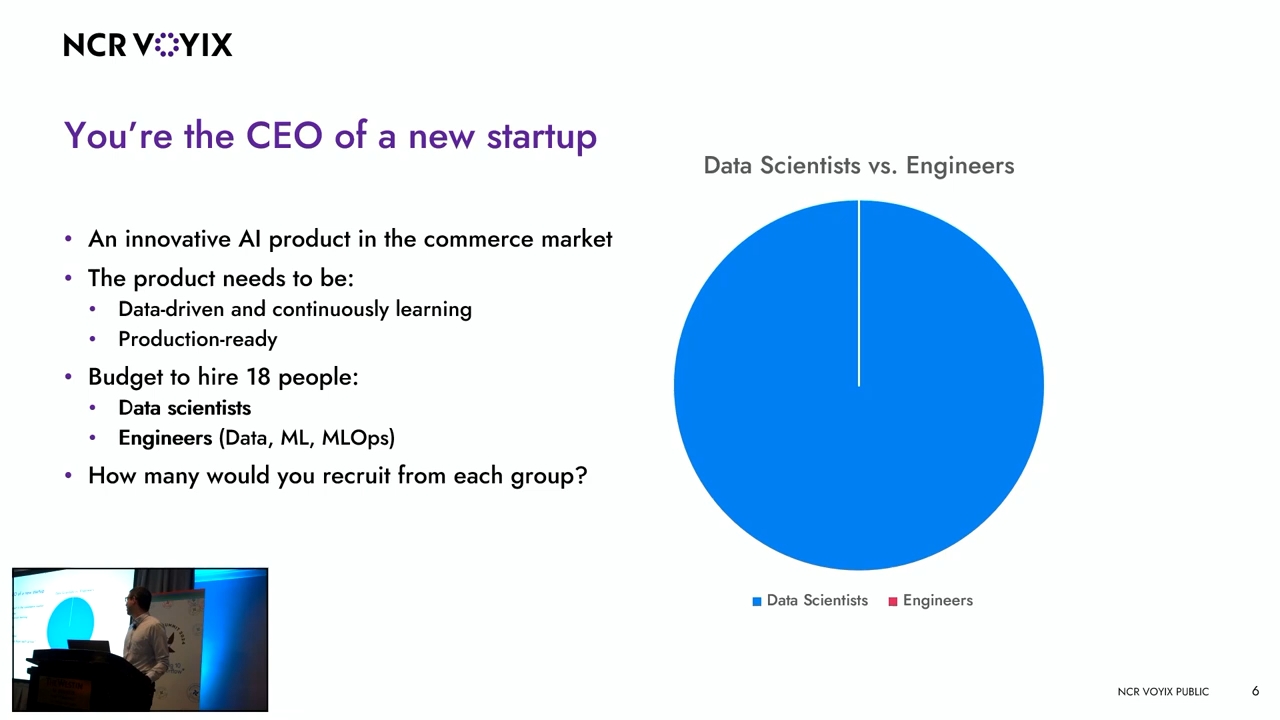 NCR VOYIX
You're the CEO of a new startup
Data Scientists vs. Engineers
• An innovative AI product in the commerce market
• The product needs to be:
• Data-driven and continuously learning
• Production-ready
• Budget to hire 18 people:
• Data scientists
• Engineers (Data, ML, MLOps)
• How many would you recruit from each group?
Data Scientists Engineers
NCR VOYIX PUBLIC 6